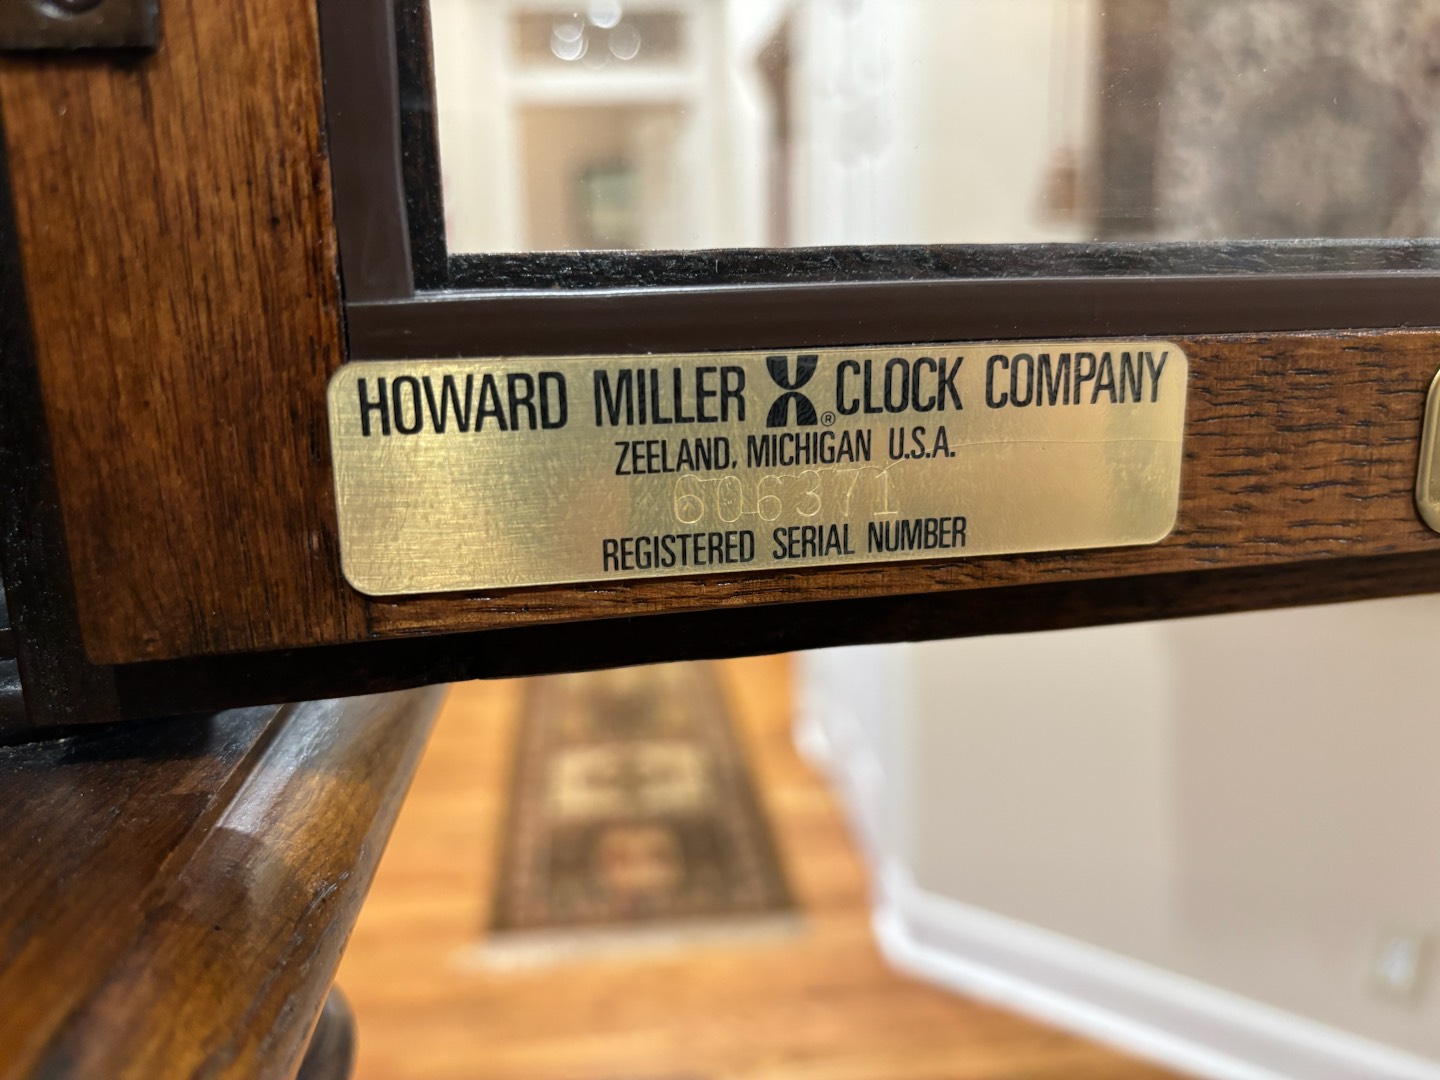 HOWARD MILLER ® CLOCK COMPANY
ZEELAND, MICHIGAN U.S.A.
606371
REGISTERED SERIAL NUMBER